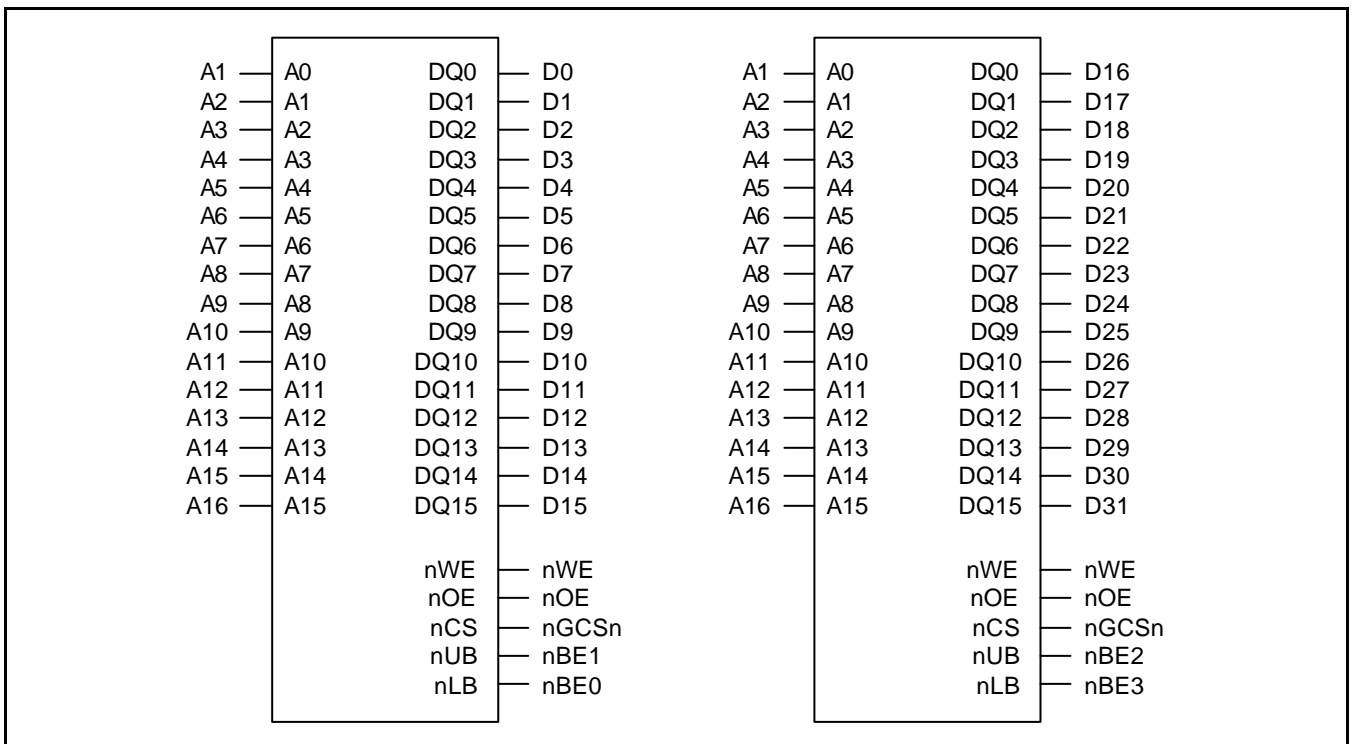 A1 A0 DQ0 D0 A1 A0 DQ0 D16
A2 A1 DQ1 D1 A2 A1 DQ1 D17
A3 A2 DQ2 D2 A3 A2 DQ2 D18
A4 A3 DQ3 D3 A4 A3 DQ3 D19
A5 A4 DQ4 D4 A5 A4 DQ4 D20
A6 A5 DQ5 D5 A6 A5 DQ5 D21
A7 A6 DQ6 D6 A7 A6 DQ6 D22
A8 A7 DQ7 D7 A8 A7 DQ7 D23
A9 A8 DQ8 D8 A9 A8 DQ8 D24
A10 A9 DQ9 D9 A10 A9 DQ9 D25
A11 A10 DQ10 D10 A11 A10 DQ10 D26
A12 A11 DQ11 D11 A12 A11 DQ11 D27
A13 A12 DQ12 D12 A13 A12 DQ12 D28
A14 A13 DQ13 D13 A14 A13 DQ13 D29
A15 A14 DQ14 D14 A15 A14 DQ14 D30
A16 A15 DQ15 D15 A16 A15 DQ15 D31
nWE nWE nWE nWE
nOE nOE nOE nOE
nCS nGCSn nCS nGCSn
nUB nBE1 nUB nBE2
nLB nBE0 nLB nBE3